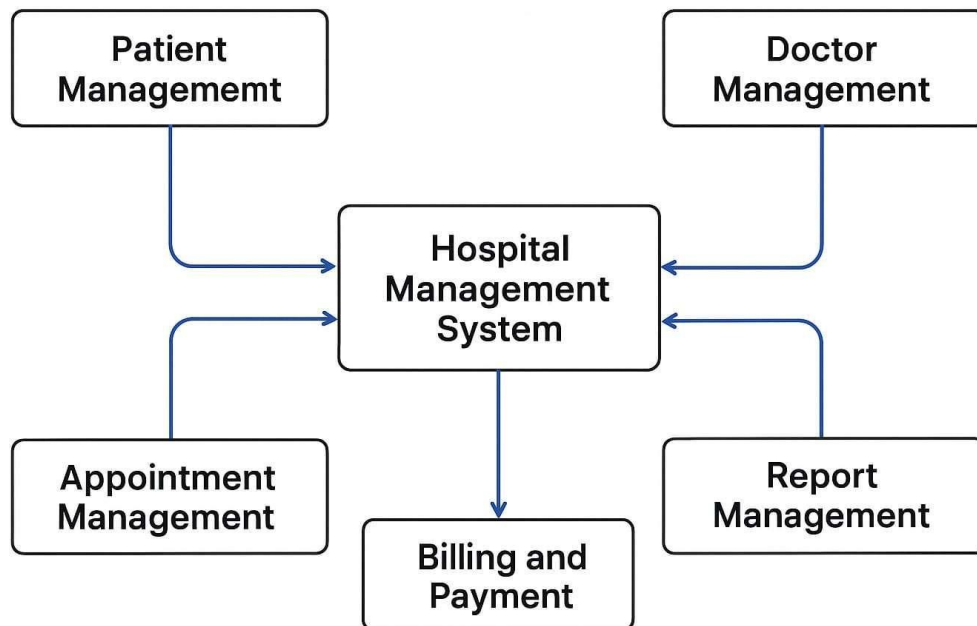 Patient
Managememt
Doctor
Management
Hospital
Management
System
Appointment
Management
Report
Management
Billing and
Payment